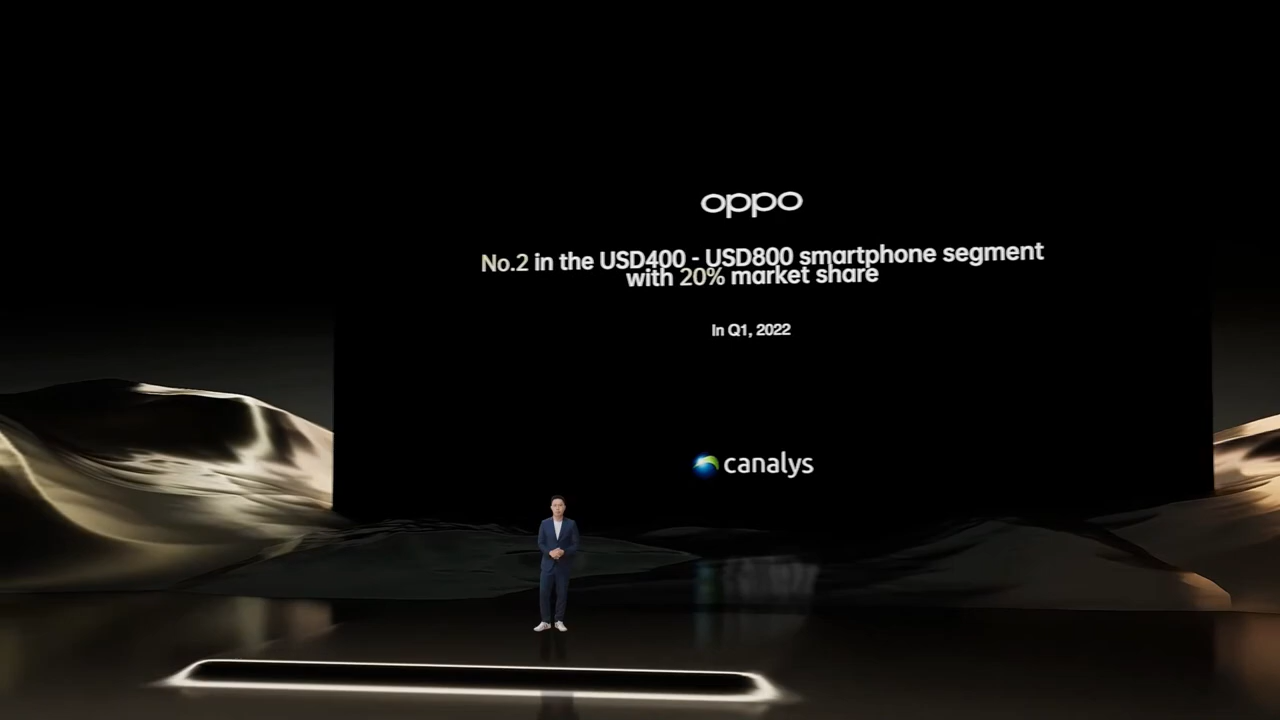 oppo
No.2 in the USD400 - USD800 smartphone segment
with 20% market share
In Q1, 2022
canalys